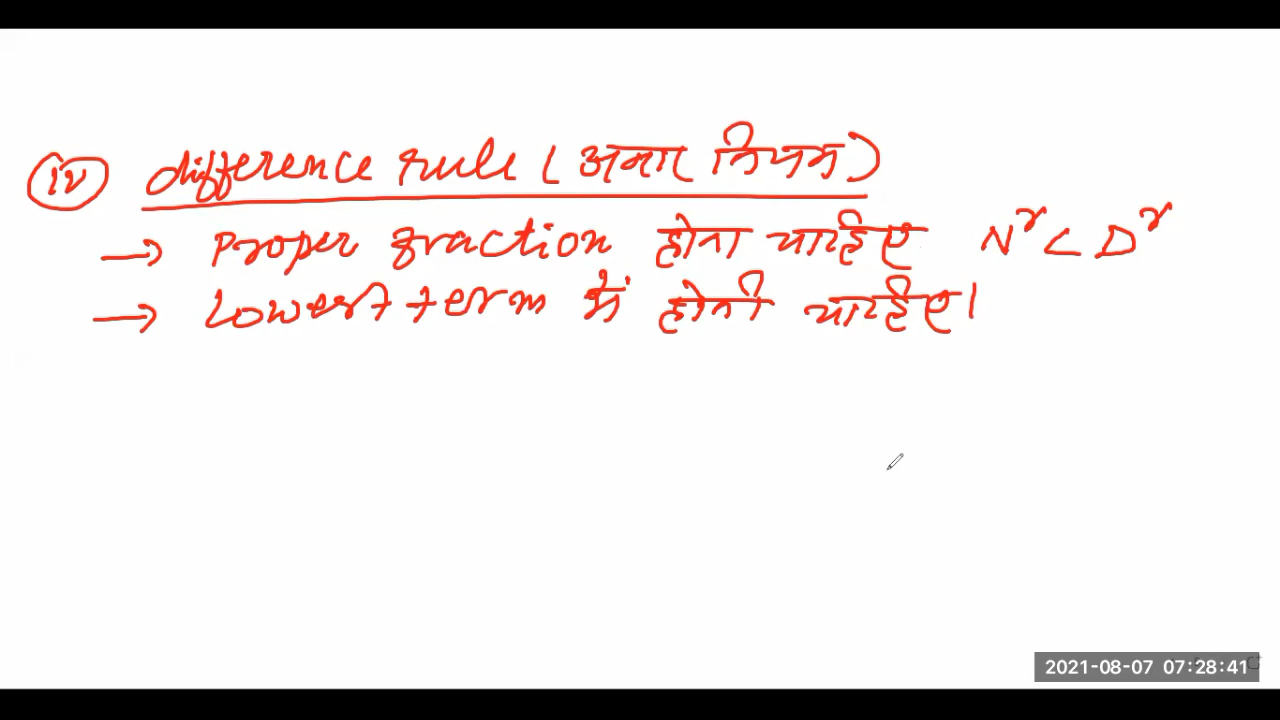 (iv) difference rule (अन्तर नियम)
→ Proper fraction होना चाहिए Nʳ < Dʳ
→ Lowest term में होनी चाहिए।
2021-08-07 07:28:41